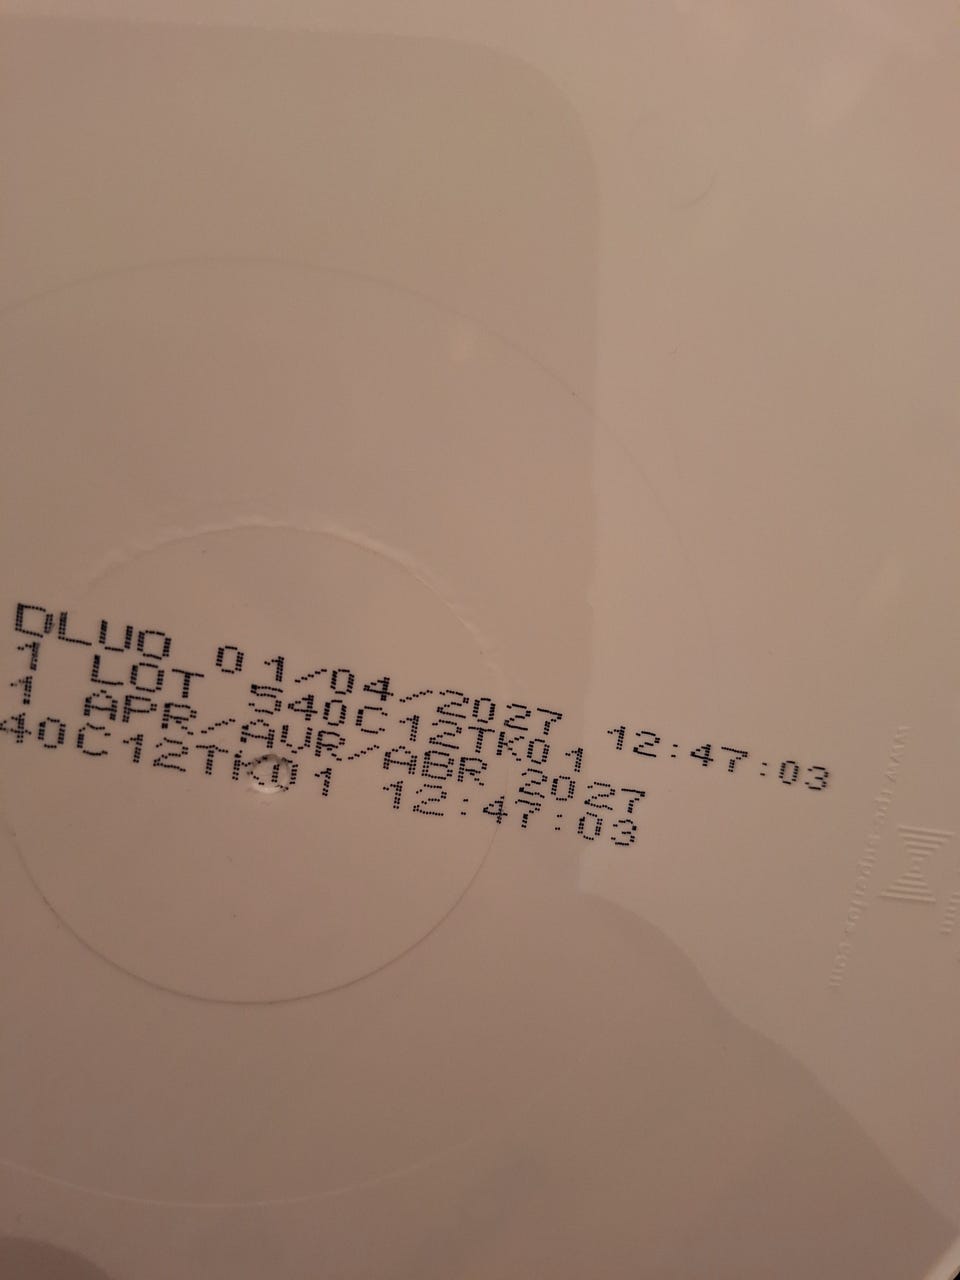 DLUO 01/04/2027 12:47:03
1 LOT 540C12TK01
1 APR/AVR/ABR 2027
40C12TK01 12:47:03